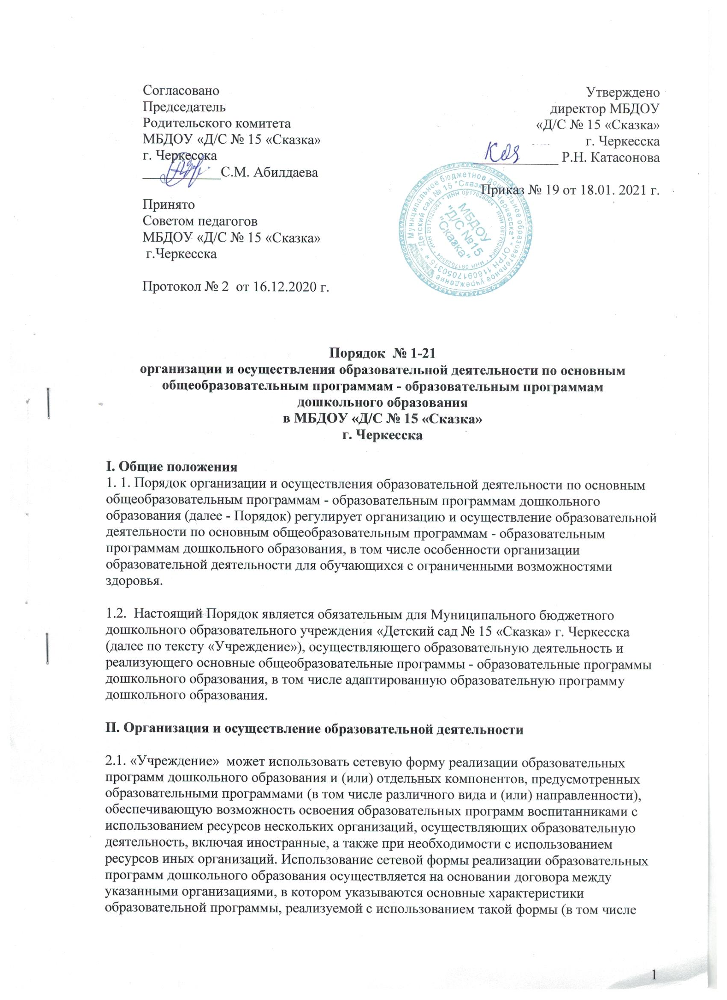 Согласовано
Председатель
Родительского комитета
МБДОУ «Д/С № 15 «Сказка»
г. Черкесска
___________С.М. Абилдаева
Принято
Советом педагогов
МБДОУ «Д/С № 15 «Сказка»
г.Черкесска
Протокол № 2 от 16.12.2020 г.
Утверждено
директор МБДОУ
«Д/С № 15 «Сказка»
г. Черкесска
____________ Р.Н. Катасонова
Приказ № 19 от 18.01. 2021 г.
Муниципальное бюджетное дошкольное образовательное учреждение
"Детский сад № 15 "Сказка" г. Черкесска" * ОГРН 1160917050315 *
ИНН 0917028864 * ИНН 0917028864 * ИНН 0917028864 *
МБДОУ
"Д/С №15
"Сказка"
Порядок № 1-21
организации и осуществления образовательной деятельности по основным
общеобразовательным программам - образовательным программам
дошкольного образования
в МБДОУ «Д/С № 15 «Сказка»
г. Черкесска
I. Общие положения
1. 1. Порядок организации и осуществления образовательной деятельности по основным
общеобразовательным программам - образовательным программам дошкольного
образования (далее - Порядок) регулирует организацию и осуществление образовательной
деятельности по основным общеобразовательным программам - образовательным
программам дошкольного образования, в том числе особенности организации
образовательной деятельности для обучающихся с ограниченными возможностями
здоровья.
1.2. Настоящий Порядок является обязательным для Муниципального бюджетного
дошкольного образовательного учреждения «Детский сад № 15 «Сказка» г. Черкесска
(далее по тексту «Учреждение»), осуществляющего образовательную деятельность и
реализующего основные общеобразовательные программы - образовательные программы
дошкольного образования, в том числе адаптированную образовательную программу
дошкольного образования.
II. Организация и осуществление образовательной деятельности
2.1. «Учреждение» может использовать сетевую форму реализации образовательных
программ дошкольного образования и (или) отдельных компонентов, предусмотренных
образовательными программами (в том числе различного вида и (или) направленности),
обеспечивающую возможность освоения образовательных программ воспитанниками с
использованием ресурсов нескольких организаций, осуществляющих образовательную
деятельность, включая иностранные, а также при необходимости с использованием
ресурсов иных организаций. Использование сетевой формы реализации образовательных
программ дошкольного образования осуществляется на основании договора между
указанными организациями, в котором указываются основные характеристики
образовательной программы, реализуемой с использованием такой формы (в том числе
1